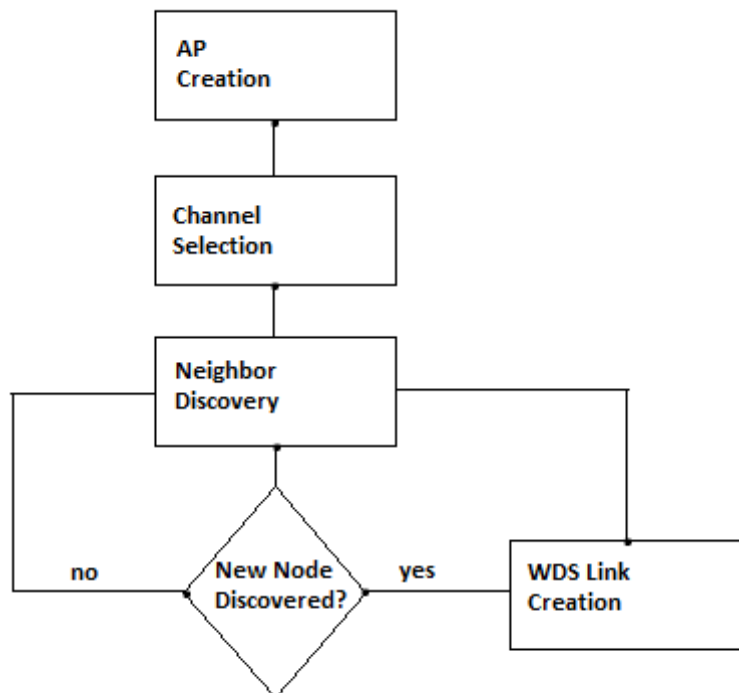 AP
Creation
Channel
Selection
Neighbor
Discovery
no
New Node
Discovered?
yes
WDS Link
Creation